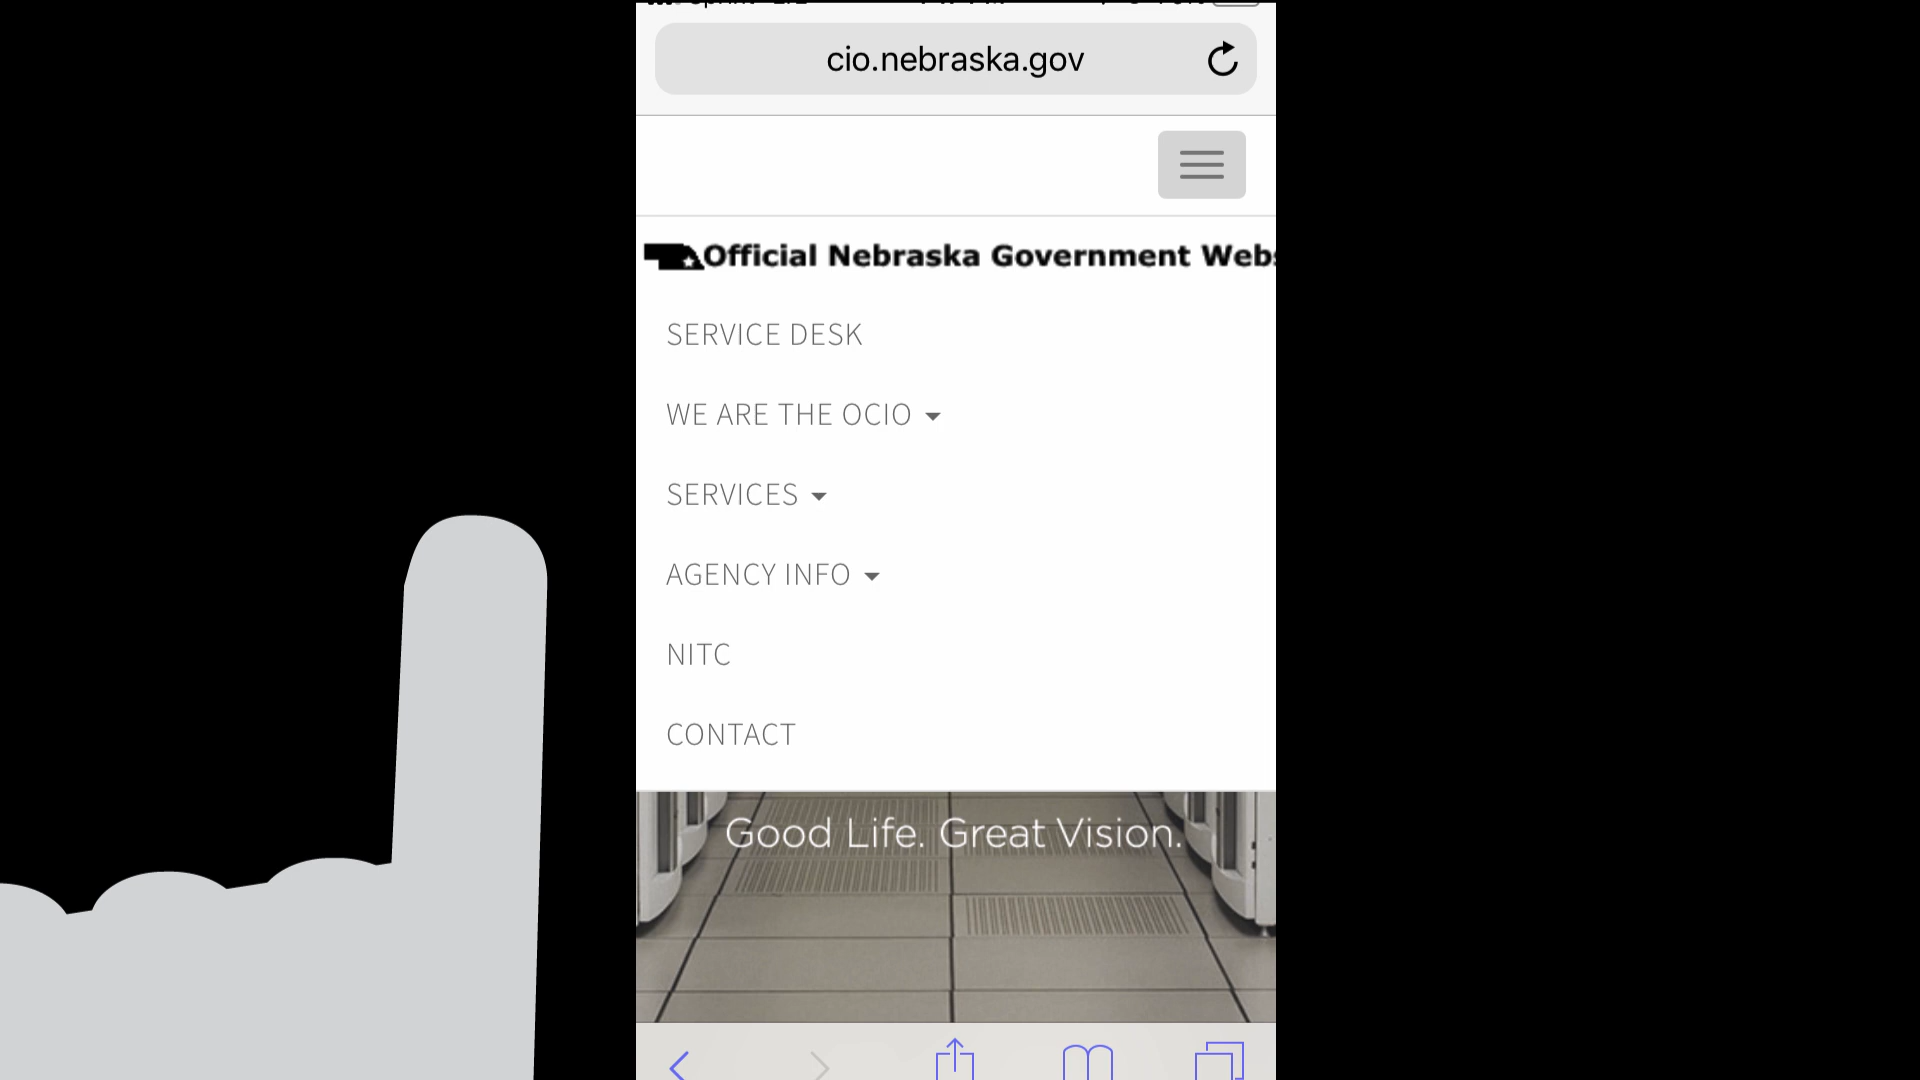 cio.nebraska.gov
Official Nebraska Government
SERVICE DESK
WE ARE THE OCIO
SERVICES
AGENCY INFO
NITC
CONTACT
Good Life. Great Vision.